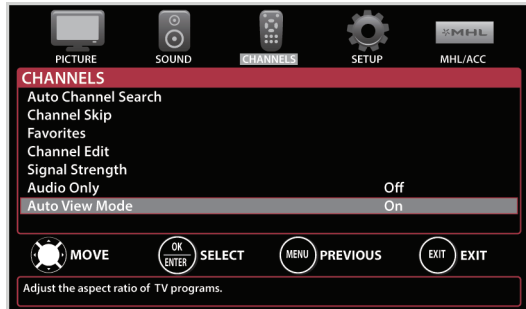 MHL
PICTURE SOUND CHANNELS SETUP MHL/ACC
CHANNELS
Auto Channel Search
Channel Skip
Favorites
Channel Edit
Signal Strength
Audio Only Off
Auto View Mode On
MOVE OK ENTER SELECT MENU PREVIOUS EXIT EXIT
Adjust the aspect ratio of TV programs.